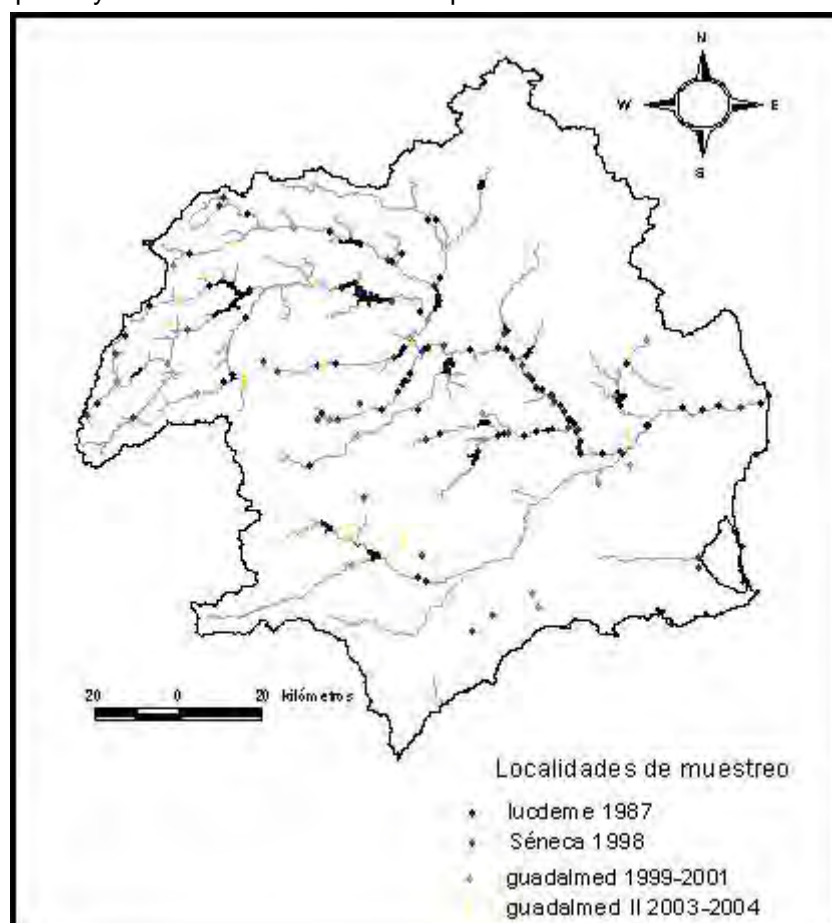 N
W E
S
20 0 20 kilómetros
Localidades de muestreo
lucdeme 1987
Séneca 1998
guadalmed 1999-2001
guadalmed II 2003-2004